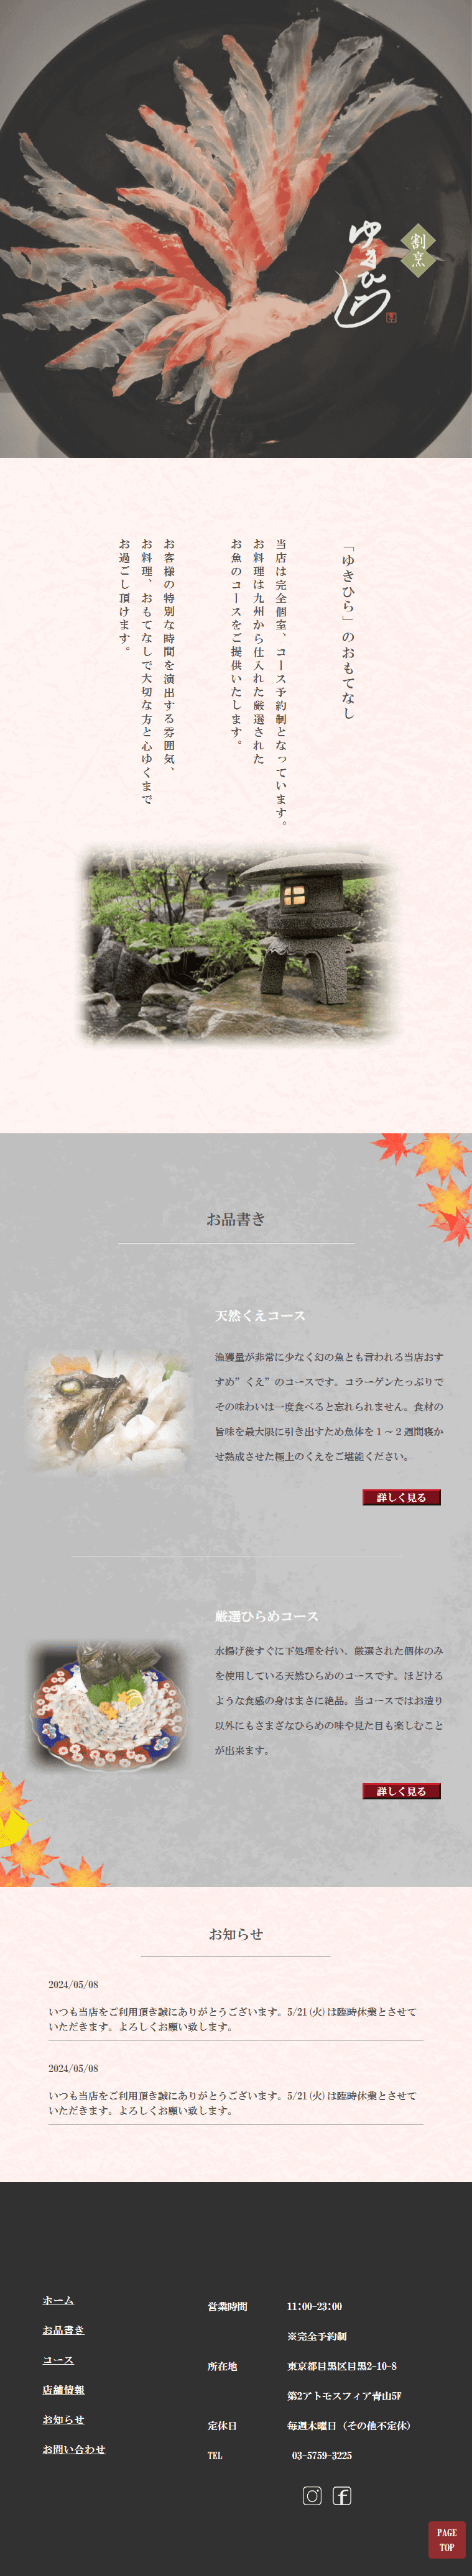 割烹
ゆきひら
「ゆきひら」のおもてなし
当店は完全個室、コース予約制となっています。
お料理は九州から仕入れた厳選された
お魚のコースをご提供いたします。
お客様の特別な時間を演出する雰囲気、
お料理、おもてなしで大切な方と心ゆくまで
お過ごし頂けます。
お品書き
天然くえコース
漁獲量が非常に少なく幻の魚とも言われる当店おす
すめ”くえ”のコースです。コラーゲンたっぷりで
その味わいは一度食べると忘れられません。食材の
旨味を最大限に引き出すため魚体を１～２週間寝か
せ熟成させた極上のくえをご堪能ください。
詳しく見る
厳選ひらめコース
水揚げ後すぐに下処理を行い、厳選された個体のみ
を使用している天然ひらめのコースです。ほどける
ような食感の身はまさに絶品。当コースではお造り
以外にもさまざなひらめの味や見た目も楽しむこと
が出来ます。
詳しく見る
お知らせ
2024/05/08
いつも当店をご利用頂き誠にありがとうございます。5/21(火)は臨時休業とさせて
いただきます。よろしくお願い致します。
2024/05/08
いつも当店をご利用頂き誠にありがとうございます。5/21(火)は臨時休業とさせて
いただきます。よろしくお願い致します。
ホーム
お品書き
コース
店舗情報
お知らせ
お問い合わせ
営業時間 11:00-23:00
※完全予約制
所在地 東京都目黒区目黒2-10-8
第2アトモスフィア青山5F
定休日 毎週木曜日（その他不定休）
TEL 03-5759-3225
PAGE
TOP